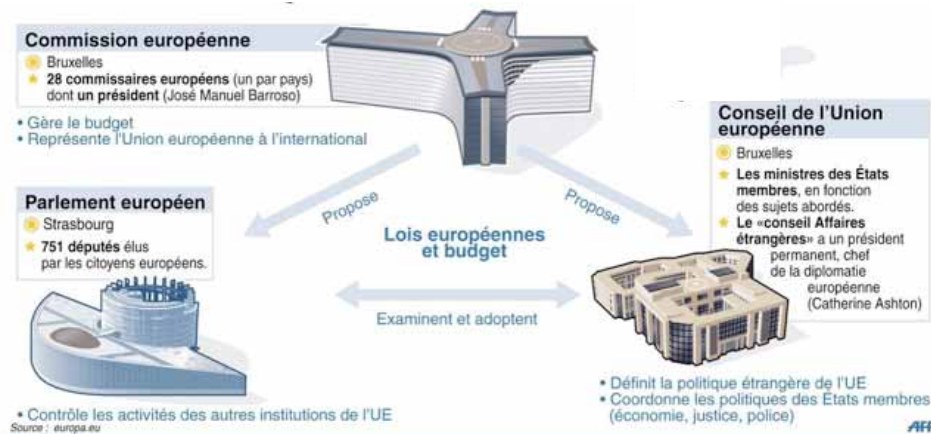 Commission européenne
Bruxelles
28 commissaires européens (un par pays)
dont un président (José Manuel Barroso)
• Gère le budget
• Représente l'Union européenne à l'international
Conseil de l'Union
européenne
Bruxelles
Les ministres des États
membres, en fonction
des sujets abordés.
Le «conseil Affaires
étrangères» a un président
permanent, chef
de la diplomatie
européenne
(Catherine Ashton)
Parlement européen
Strasbourg
751 députés élus
par les citoyens européens.
Propose
Propose
Lois européennes
et budget
Examinent et adoptent
• Définit la politique étrangère de l'UE
• Coordonne les politiques des États membres
(économie, justice, police)
• Contrôle les activités des autres institutions de l'UE
Source : europa.eu
AFP